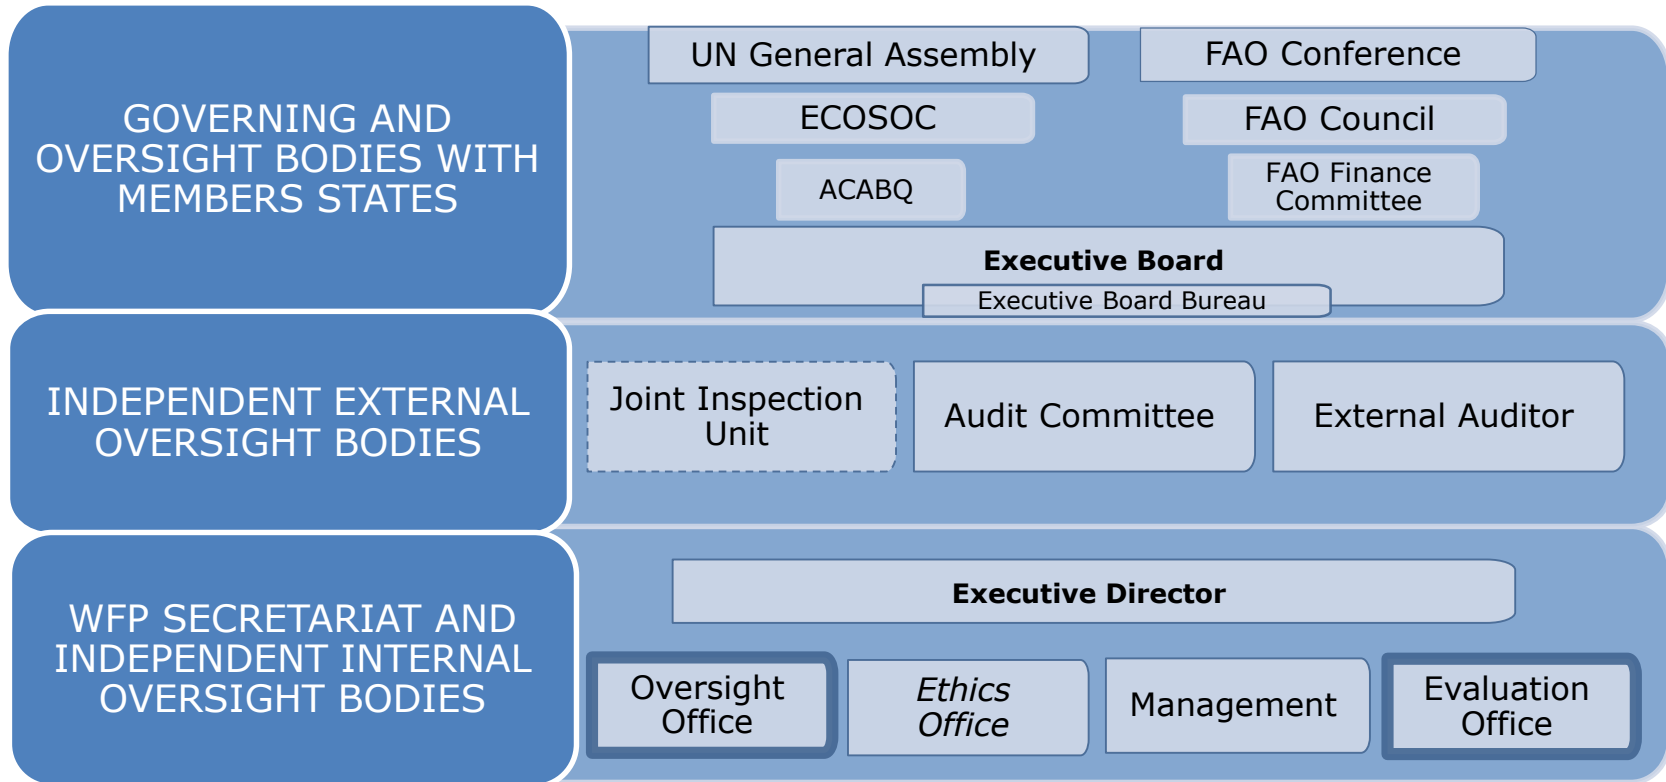 GOVERNING AND
OVERSIGHT BODIES WITH
MEMBERS STATES
UN General Assembly
FAO Conference
ECOSOC
FAO Council
ACABQ
FAO Finance
Committee
Executive Board
Executive Board Bureau
INDEPENDENT EXTERNAL
OVERSIGHT BODIES
Joint Inspection
Unit
Audit Committee
External Auditor
WFP SECRETARIAT AND
INDEPENDENT INTERNAL
OVERSIGHT BODIES
Executive Director
Oversight
Office
Ethics
Office
Management
Evaluation
Office